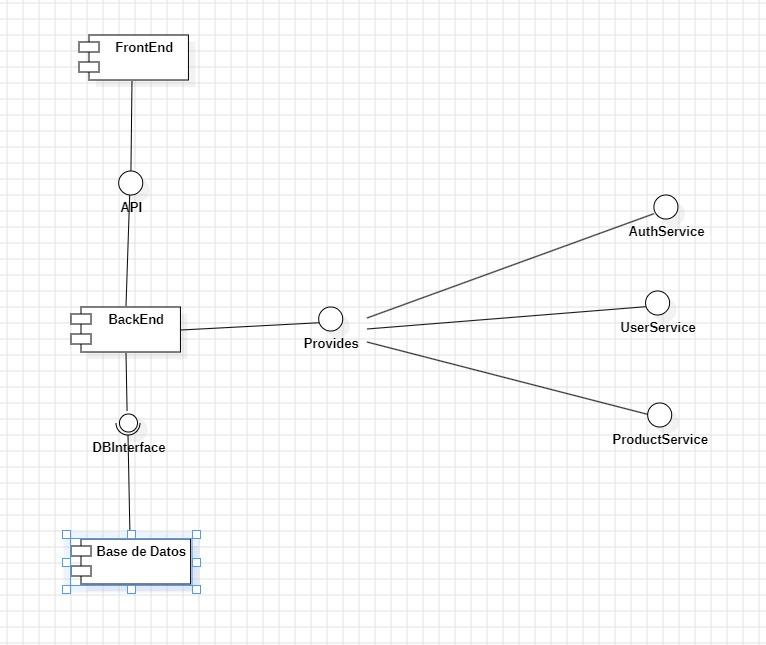 FrontEnd
API
AuthService
BackEnd
Provides
UserService
DBInterface
ProductService
Base de Datos